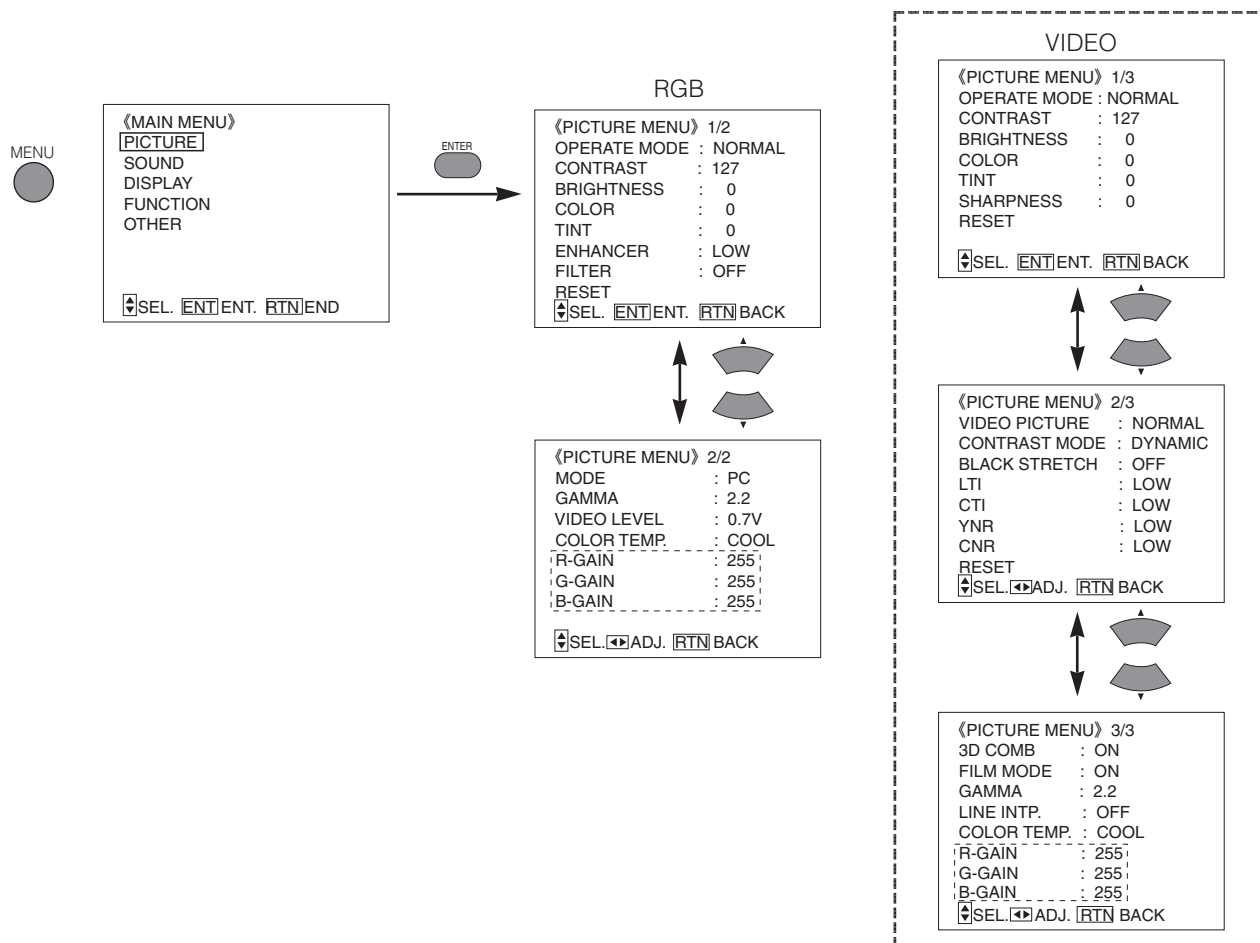 MENU
《MAIN MENU》
PICTURE
SOUND
DISPLAY
FUNCTION
OTHER
SEL. ENT ENT. RTN END
ENTER
RGB
《PICTURE MENU》 1/2
OPERATE MODE : NORMAL
CONTRAST : 127
BRIGHTNESS : 0
COLOR : 0
TINT : 0
ENHANCER : LOW
FILTER : OFF
RESET
SEL. ENT ENT. RTN BACK
《PICTURE MENU》 2/2
MODE : PC
GAMMA : 2.2
VIDEO LEVEL : 0.7V
COLOR TEMP. : COOL
R-GAIN : 255
G-GAIN : 255
B-GAIN : 255
SEL. ADJ. RTN BACK
VIDEO
《PICTURE MENU》 1/3
OPERATE MODE : NORMAL
CONTRAST : 127
BRIGHTNESS : 0
COLOR : 0
TINT : 0
SHARPNESS : 0
RESET
SEL. ENT ENT. RTN BACK
《PICTURE MENU》 2/3
VIDEO PICTURE : NORMAL
CONTRAST MODE : DYNAMIC
BLACK STRETCH : OFF
LTI : LOW
CTI : LOW
YNR : LOW
CNR : LOW
RESET
SEL. ADJ. RTN BACK
《PICTURE MENU》 3/3
3D COMB : ON
FILM MODE : ON
GAMMA : 2.2
LINE INTP. : OFF
COLOR TEMP. : COOL
R-GAIN : 255
G-GAIN : 255
B-GAIN : 255
SEL. ADJ. RTN BACK